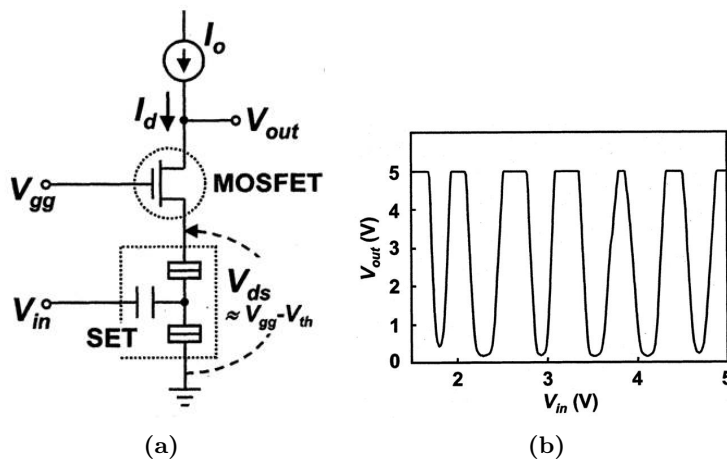 I_o
I_d
V_out
V_gg
MOSFET
V_ds
≈ V_gg-V_th
V_in
SET
(a)
V_out (V)
5
4
3
2
1
0
2
3
4
5
V_in (V)
(b)